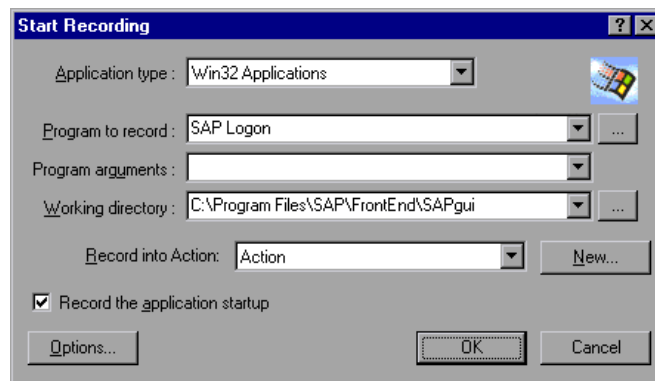 Start Recording
Application type : Win32 Applications
Program to record : SAP Logon ...
Program arguments :
Working directory : C:\Program Files\SAP\FrontEnd\SAPgui ...
Record into Action: Action New...
Record the application startup
Options... OK Cancel